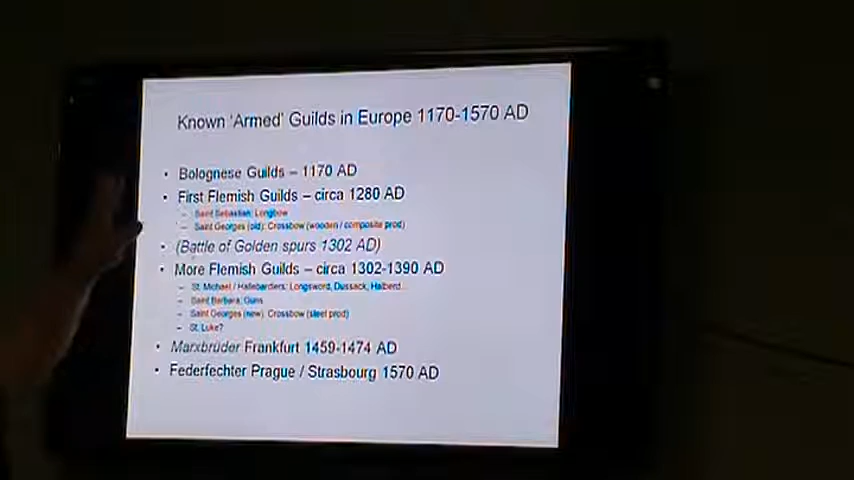 Known 'Armed' Guilds in Europe 1170-1570 AD
• Bolognese Guilds – 1170 AD
• First Flemish Guilds – circa 1280 AD
– Saint Sebastian: Longbow
– Saint Georges (old): Crossbow (wooden / composite prod)
• (Battle of Golden spurs 1302 AD)
• More Flemish Guilds – circa 1302-1390 AD
– St. Michael / Hallebardiers: Longsword, Dussack, Halberd...
– Saint Barbara: Guns
– Saint Georges (new): Crossbow (steel prod)
– St. Luke?
• Marxbrüder Frankfurt 1459-1474 AD
• Federfechter Prague / Strasbourg 1570 AD